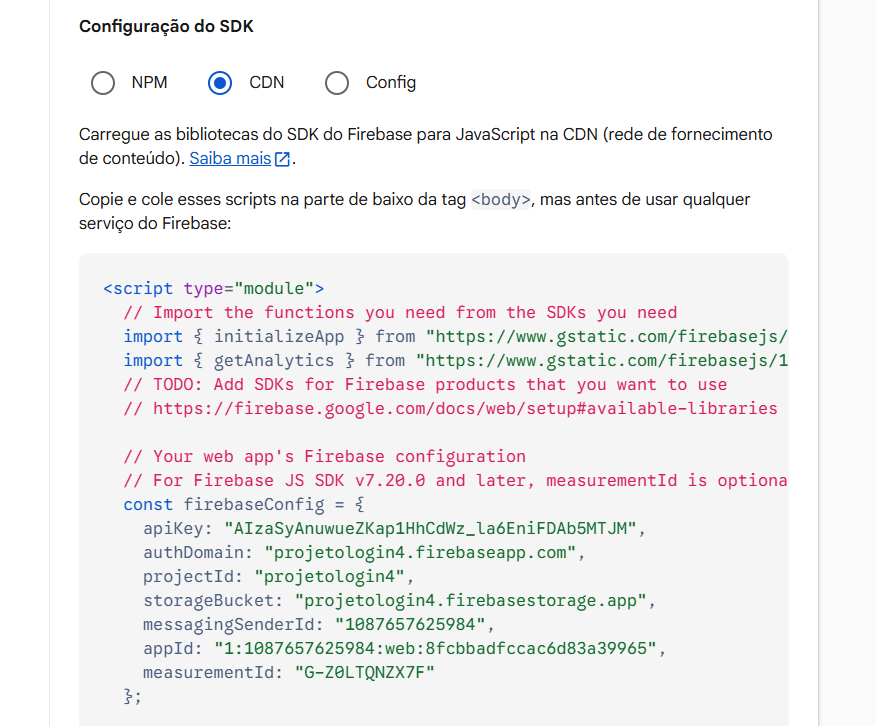 Configuração do SDK
NPM CDN Config
Carregue as bibliotecas do SDK do Firebase para JavaScript na CDN (rede de fornecimento
de conteúdo). Saiba mais.
Copie e cole esses scripts na parte de baixo da tag <body>, mas antes de usar qualquer
serviço do Firebase:
<script type="module">
// Import the functions you need from the SDKs you need
import { initializeApp } from "https://www.gstatic.com/firebasejs/
import { getAnalytics } from "https://www.gstatic.com/firebasejs/1
// TODO: Add SDKs for Firebase products that you want to use
// https://firebase.google.com/docs/web/setup#available-libraries
// Your web app's Firebase configuration
// For Firebase JS SDK v7.20.0 and later, measurementId is optiona
const firebaseConfig = {
apiKey: "AIzaSyAnuwueZKap1HhCdWz_la6EniFDAb5MTJM",
authDomain: "projetologin4.firebaseapp.com",
projectId: "projetologin4",
storageBucket: "projetologin4.firebasestorage.app",
messagingSenderId: "1087657625984",
appId: "1:1087657625984:web:8fcbbadfccac6d83a39965",
measurementId: "G-Z0LTQNZX7F"
};